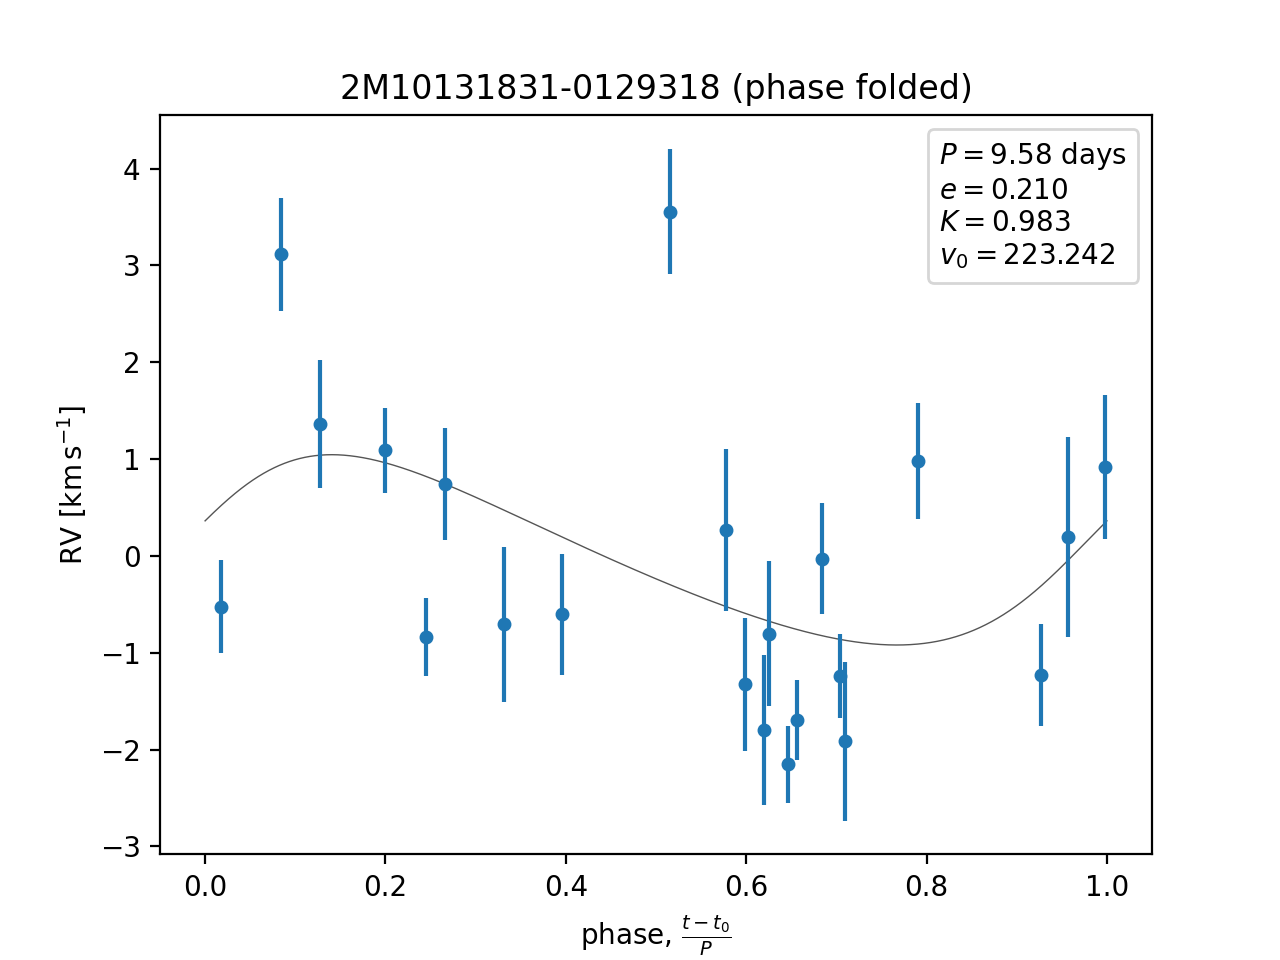 2M10131831-0129318 (phase folded)
P = 9.58 days
e = 0.210
K = 0.983
v₀ = 223.242
4
3
2
1
0
−1
−2
−3
RV [km s⁻¹]
0.0 0.2 0.4 0.6 0.8 1.0
phase, (t − t₀)/P